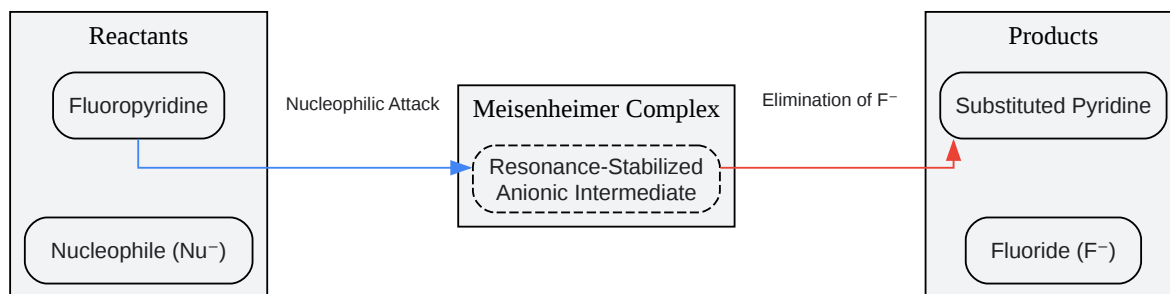 Reactants
Fluoropyridine
Nucleophile (Nu⁻)
Nucleophilic Attack
Meisenheimer Complex
Resonance-Stabilized
Anionic Intermediate
Elimination of F⁻
Products
Substituted Pyridine
Fluoride (F⁻)